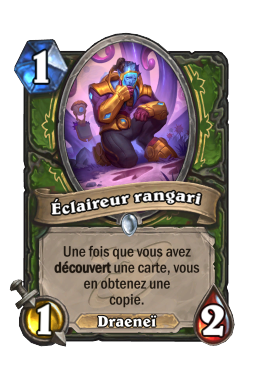 1
Éclaireur rangari
Une fois que vous avez
découvert une carte, vous
en obtenez une
copie.
1
Draeneï
2